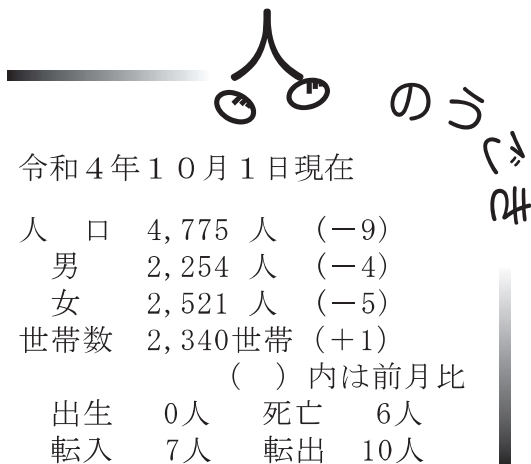 人のうごき
令和４年１０月１日現在
人　口　4,775 人 （－9）
男　2,254 人 （－4）
女　2,521 人 （－5）
世帯数　2,340世帯（＋1）
（　）内は前月比
出生　0人　死亡　6人
転入　7人　転出　10人